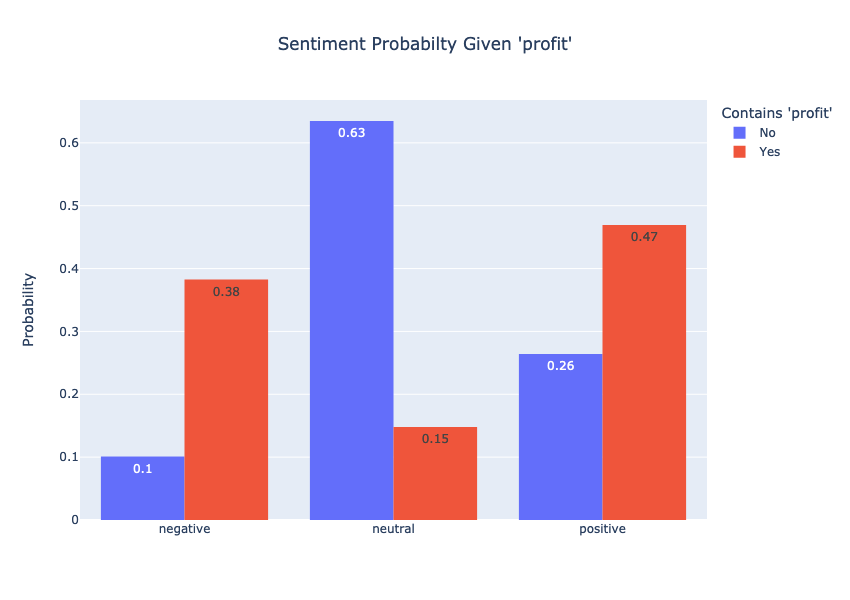 Sentiment Probabilty Given 'profit'
Contains 'profit'
No
Yes
Probability
0.6
0.5
0.4
0.3
0.2
0.1
0
0.1
0.38
0.63
0.15
0.26
0.47
negative
neutral
positive